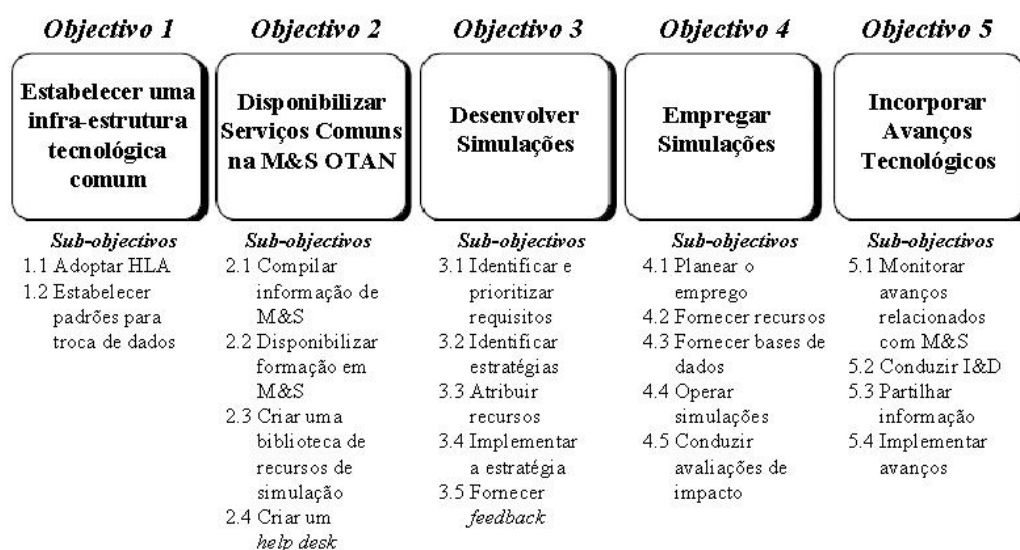 Objectivo 1
Estabelecer uma
infra-estrutura
tecnológica
comum
Sub-objectivos
1.1 Adoptar HLA
1.2 Estabelecer
padrões para
troca de dados
Objectivo 2
Disponibilizar
Serviços Comuns
na M&S OTAN
Sub-objectivos
2.1 Compilar
informação de
M&S
2.2 Disponibilizar
formação em
M&S
2.3 Criar uma
biblioteca de
recursos de
simulação
2.4 Criar um
help desk
Objectivo 3
Desenvolver
Simulações
Sub-objectivos
3.1 Identificar e
prioritizar
requisitos
3.2 Identificar
estratégias
3.3 Atribuir
recursos
3.4 Implementar
a estratégia
3.5 Fornecer
feedback
Objectivo 4
Empregar
Simulações
Sub-objectivos
4.1 Planear o
emprego
4.2 Fornecer recursos
4.3 Fornecer bases de
dados
4.4 Operar
simulações
4.5 Conduzir
avaliações de
impacto
Objectivo 5
Incorporar
Avanços
Tecnológicos
Sub-objectivos
5.1 Monitorar
avanços
relacionados
com M&S
5.2 Conduzir I&D
5.3 Partilhar
informação
5.4 Implementar
avanços